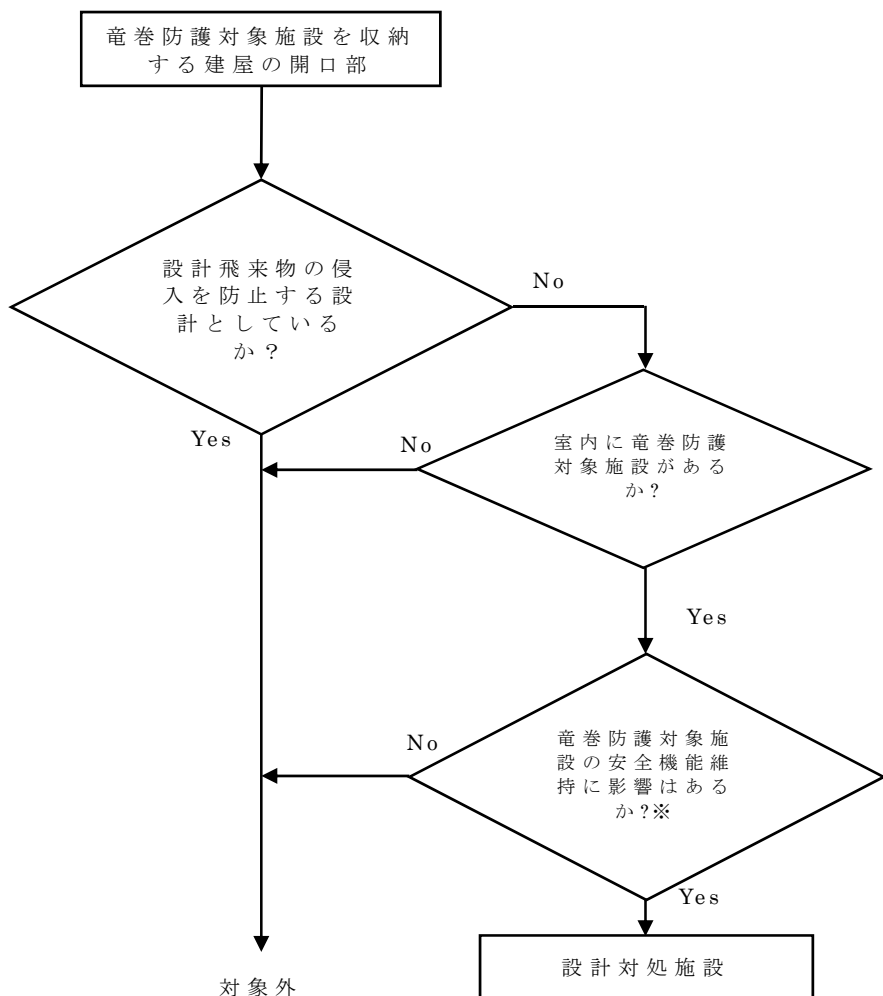 竜巻防護対象施設を収納
する建屋の開口部
設計飛来物の侵
入を防止する設
計としている
か？
No
Yes
No
室内に竜巻防護
対象施設がある
か?
Yes
No
竜巻防護対象施
設の安全機能維
持に影響はある
か?※
Yes
設計対処施設
対象外